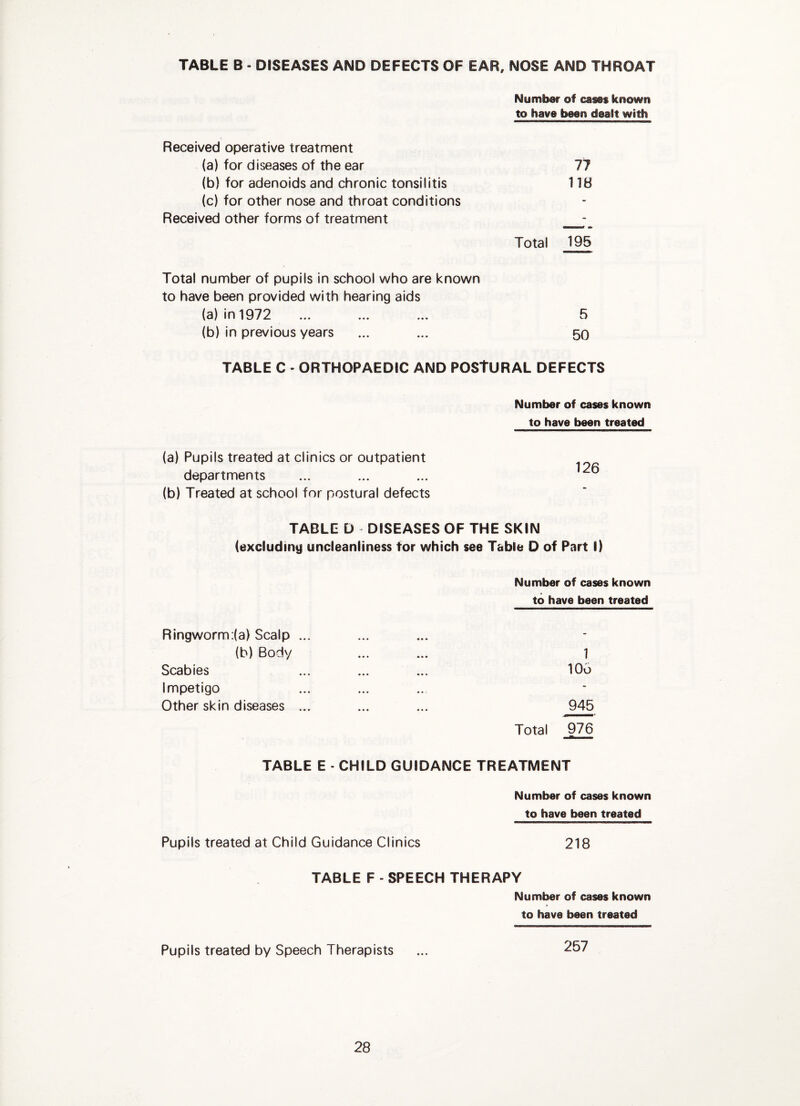 TABLE B - DISEASES AND DEFECTS OF EAR, NOSE AND THROAT
Number of cases known
to have been dealt with
Received operative treatment
(a) for diseases of the ear 77
(b) for adenoids and chronic tonsilitis 118
(c) for other nose and throat conditions -
Received other forms of treatment -
Total 195
Total number of pupils in school who are known
to have been provided with hearing aids
(a) in 1972 ... ... ... 5
(b) in previous years ... ... 50
TABLE C - ORTHOPAEDIC AND POSTURAL DEFECTS
Number of cases known
to have been treated
(a) Pupils treated at clinics or outpatient
departments ... ... ... 126
(b) Treated at school for postural defects -
TABLE D - DISEASES OF THE SKIN
(excluding uncleanliness for which see Table D of Part I)
Number of cases known
to have been treated
Ringworm:(a) Scalp ... ... ... -
(b) Body ... ... 1
Scabies ... ... ... 106
Impetigo ... ... ... -
Other skin diseases ... ... ... 945
Total 976
TABLE E - CHILD GUIDANCE TREATMENT
Number of cases known
to have been treated
Pupils treated at Child Guidance Clinics 218
TABLE F - SPEECH THERAPY
Number of cases known
to have been treated
Pupils treated by Speech Therapists ... 257
28